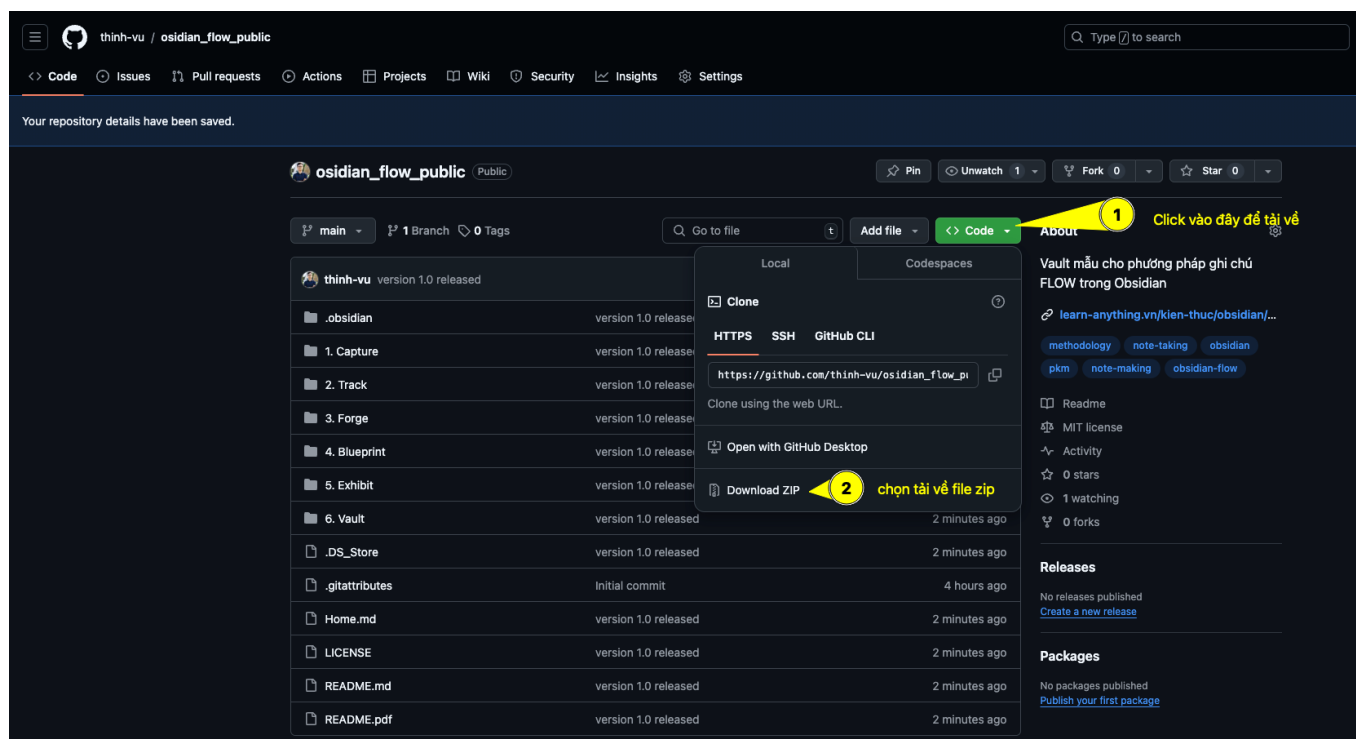 thinh-vu / osidian_flow_public
Type / to search
Code Issues Pull requests Actions Projects Wiki Security Insights Settings
Your repository details have been saved.
osidian_flow_public Public
Pin Unwatch 1 Fork 0 Star 0
main 1 Branch 0 Tags
Go to file t
Add file
Code
1 Click vào đây để tải về
About
Local Codespaces
Clone
HTTPS SSH GitHub CLI
https://github.com/thinh-vu/osidian_flow_pu
Clone using the web URL.
Open with GitHub Desktop
Download ZIP 2 chọn tải về file zip
thinh-vu version 1.0 released
.obsidian version 1.0 release
1. Capture version 1.0 release
2. Track version 1.0 release
3. Forge version 1.0 release
4. Blueprint version 1.0 release
5. Exhibit version 1.0 release
6. Vault version 1.0 released 2 minutes ago
.DS_Store version 1.0 released 2 minutes ago
.gitattributes Initial commit 4 hours ago
Home.md version 1.0 released 2 minutes ago
LICENSE version 1.0 released 2 minutes ago
README.md version 1.0 released 2 minutes ago
README.pdf version 1.0 released 2 minutes ago
Vault mẫu cho phương pháp ghi chú
FLOW trong Obsidian
learn-anything.vn/kien-thuc/obsidian/...
methodology note-taking obsidian
pkm note-making obsidian-flow
Readme
MIT license
Activity
0 stars
1 watching
0 forks
Releases
No releases published
Create a new release
Packages
No packages published
Publish your first package